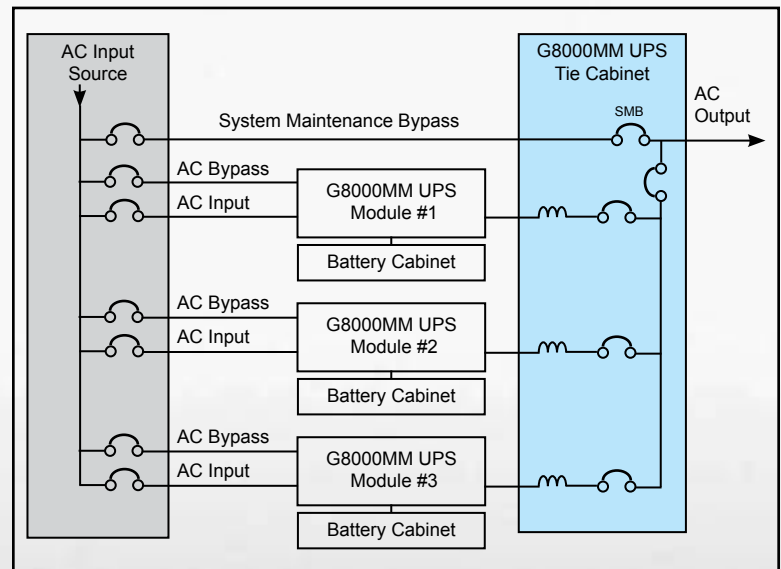 AC Input
Source
G8000MM UPS
Tie Cabinet
AC
Output
System Maintenance Bypass
SMB
AC Bypass
AC Input
G8000MM UPS
Module #1
Battery Cabinet
AC Bypass
AC Input
G8000MM UPS
Module #2
Battery Cabinet
AC Bypass
AC Input
G8000MM UPS
Module #3
Battery Cabinet